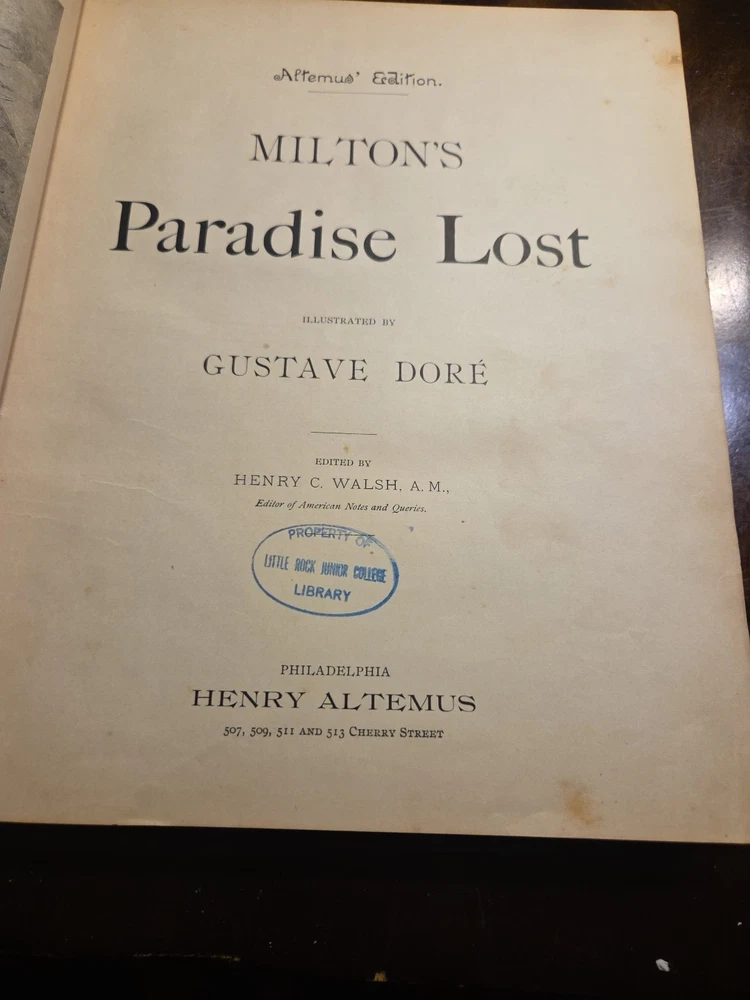 Altemus' Edition.
MILTON'S
Paradise Lost
ILLUSTRATED BY
GUSTAVE DORÉ
EDITED BY
HENRY C. WALSH, A. M.,
Editor of American Notes and Queries.
PROPERTY OF
LITTLE ROCK JUNIOR COLLEGE
LIBRARY
PHILADELPHIA
HENRY ALTEMUS
507, 509, 511 AND 513 CHERRY STREET